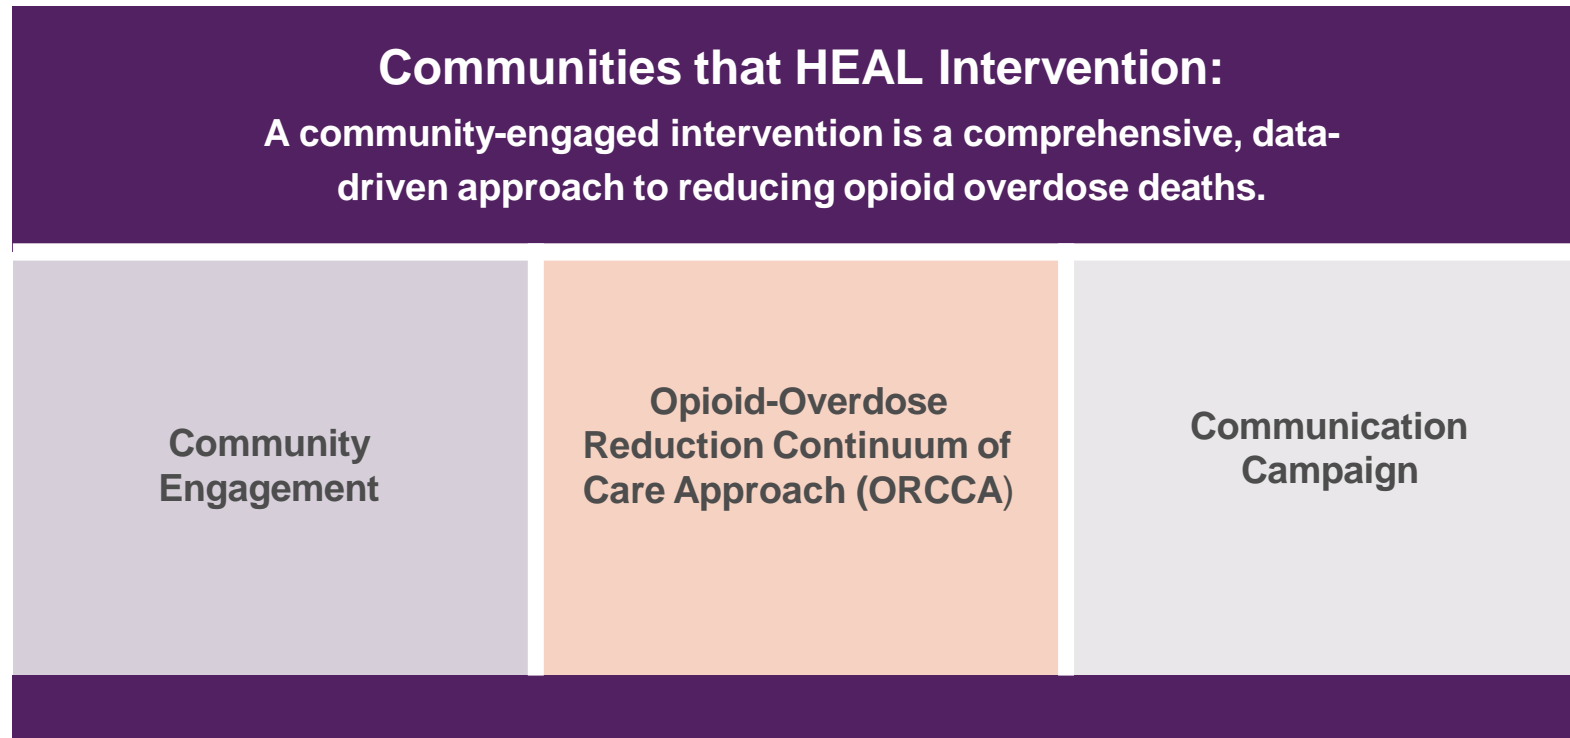 Communities that HEAL Intervention:
A community-engaged intervention is a comprehensive, data-
driven approach to reducing opioid overdose deaths.
Community
Engagement
Opioid-Overdose
Reduction Continuum of
Care Approach (ORCCA)
Communication
Campaign